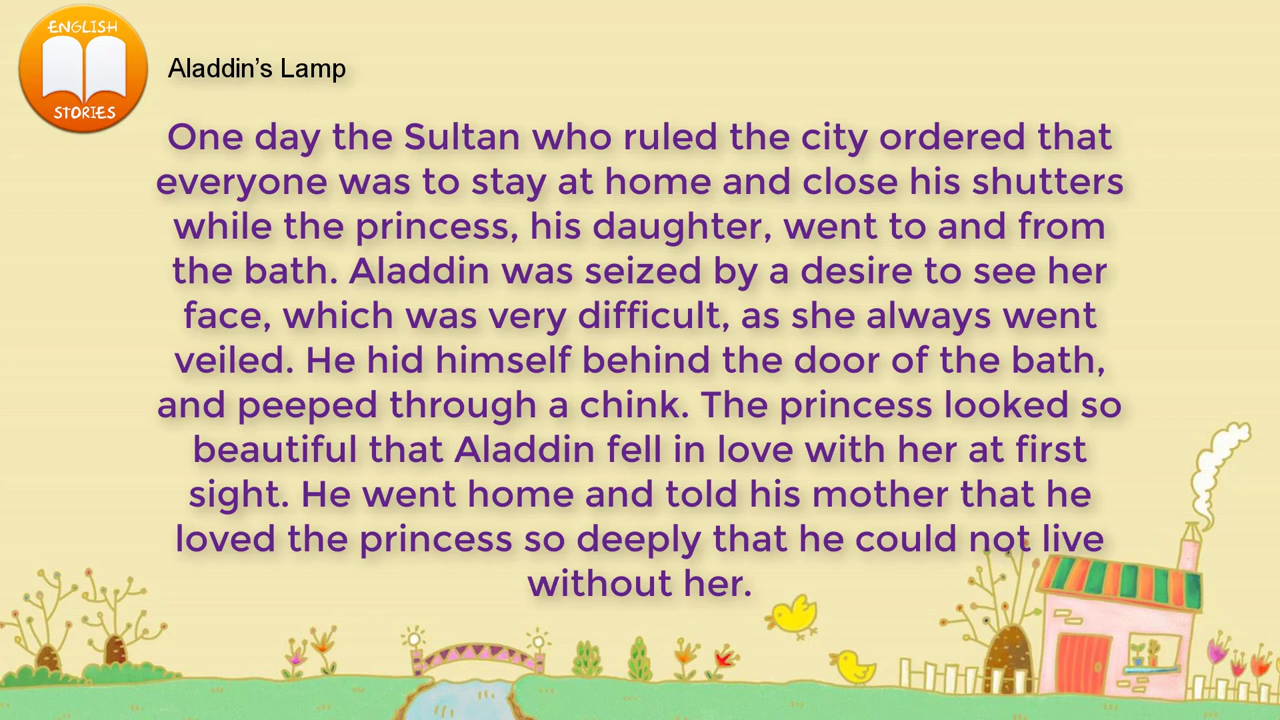 ENGLISH
STORIES
Aladdin’s Lamp
One day the Sultan who ruled the city ordered that
everyone was to stay at home and close his shutters
while the princess, his daughter, went to and from
the bath. Aladdin was seized by a desire to see her
face, which was very difficult, as she always went
veiled. He hid himself behind the door of the bath,
and peeped through a chink. The princess looked so
beautiful that Aladdin fell in love with her at first
sight. He went home and told his mother that he
loved the princess so deeply that he could not live
without her.